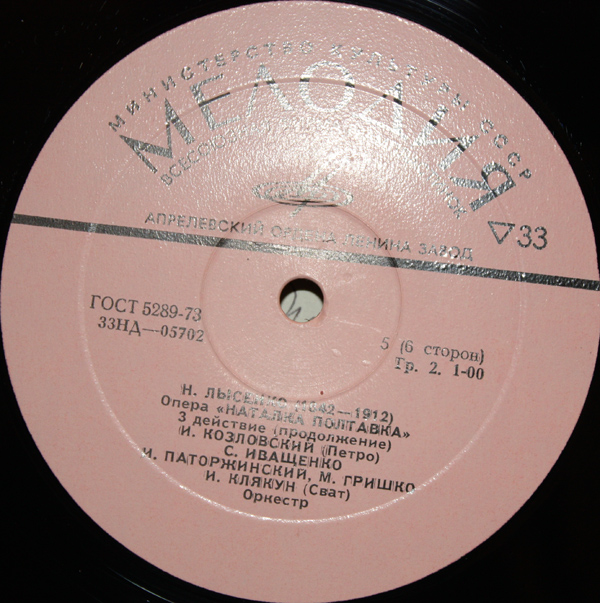 МИНИСТЕРСТВО КУЛЬТУРЫ СССР
МЕЛОДИЯ
АПРЕЛЕВСКИЙ ОРДЕНА ЛЕНИНА ЗАВОД
33
ГОСТ 5289-73
33НД—05702
5 (6 сторон)
Гр. 2. 1-00
Н. ЛЫСЕНКО (1842—1912)
Опера «НАТАЛКА ПОЛТАВКА»
3 действие (продолжение)
И. КОЗЛОВСКИЙ (Петро)
С. ИВАЩЕНКО
И. ПАТОРЖИНСКИЙ, М. ГРИШКО
И. КЛЯКУН (Сват)
Оркестр